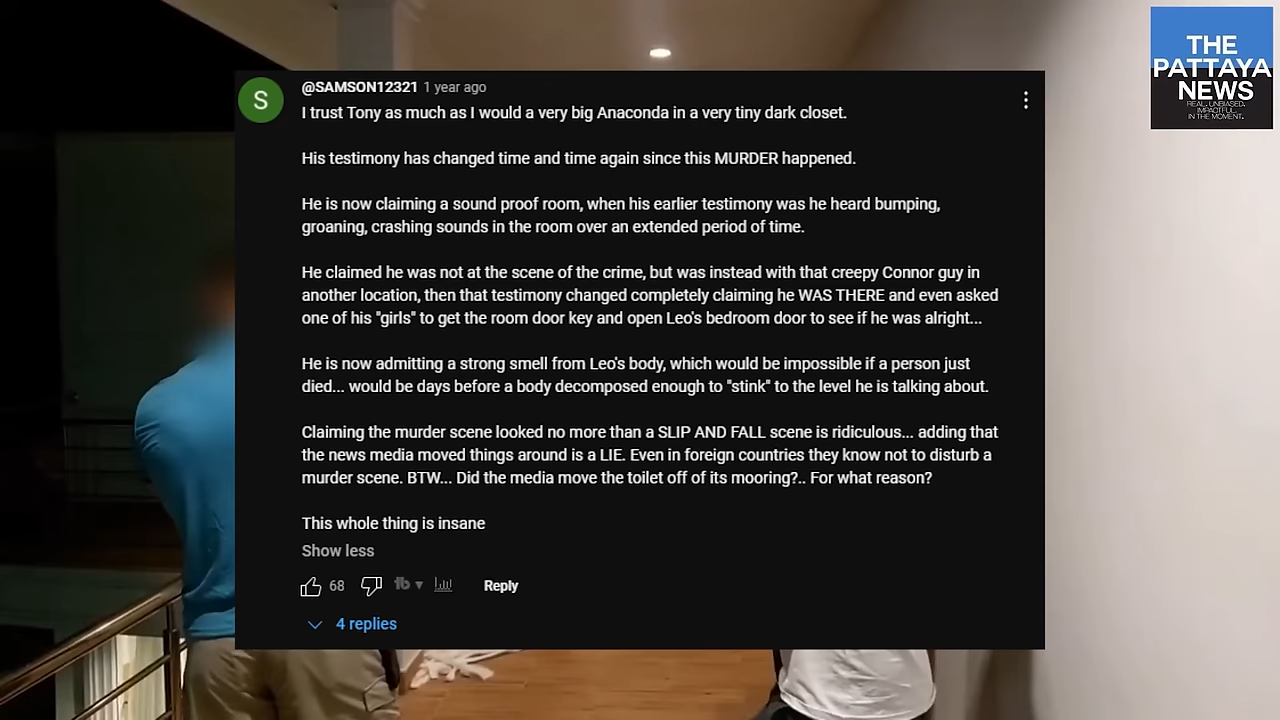 THE
PATTAYA
NEWS
REAL. UNBIASED.
IMPACTFUL.
IN THE MOMENT.
S
@SAMSON12321 1 year ago
I trust Tony as much as I would a very big Anaconda in a very tiny dark closet.
His testimony has changed time and time again since this MURDER happened.
He is now claiming a sound proof room, when his earlier testimony was he heard bumping,
groaning, crashing sounds in the room over an extended period of time.
He claimed he was not at the scene of the crime, but was instead with that creepy Connor guy in
another location, then that testimony changed completely claiming he WAS THERE and even asked
one of his "girls" to get the room door key and open Leo's bedroom door to see if he was alright...
He is now admitting a strong smell from Leo's body, which would be impossible if a person just
died... would be days before a body decomposed enough to "stink" to the level he is talking about.
Claiming the murder scene looked no more than a SLIP AND FALL scene is ridiculous... adding that
the news media moved things around is a LIE. Even in foreign countries they know not to disturb a
murder scene. BTW... Did the media move the toilet off of its mooring?.. For what reason?
This whole thing is insane
Show less
68
Reply
4 replies